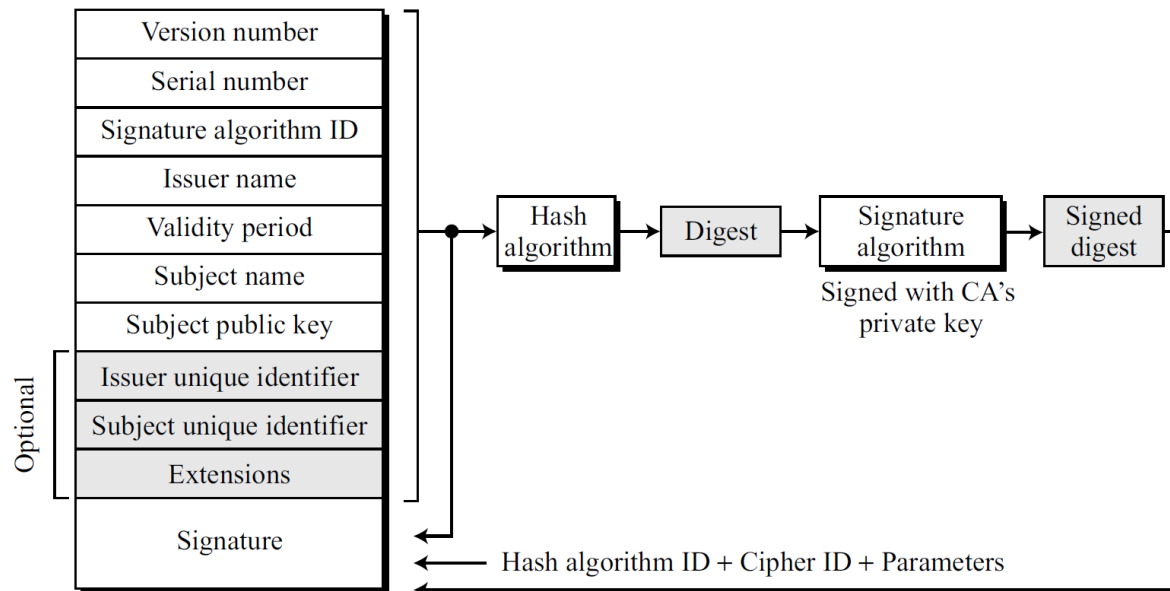 Version number
Serial number
Signature algorithm ID
Issuer name
Validity period
Subject name
Subject public key
Optional
Issuer unique identifier
Subject unique identifier
Extensions
Signature
Hash
algorithm
Digest
Signature
algorithm
Signed with CA’s
private key
Signed
digest
Hash algorithm ID + Cipher ID + Parameters